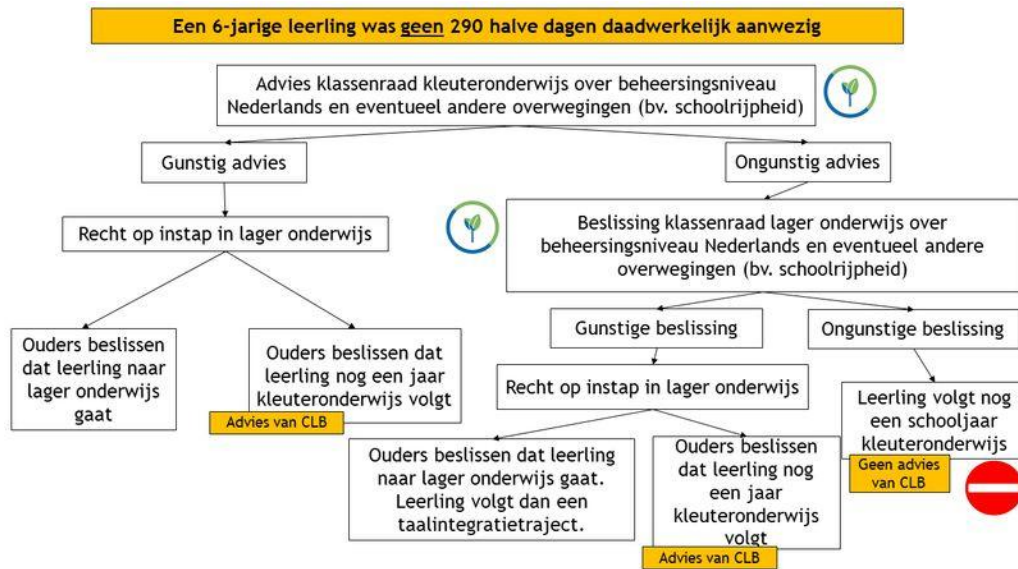 Een 6-jarige leerling was geen 290 halve dagen daadwerkelijk aanwezig
Advies klassenraad kleuteronderwijs over beheersingsniveau
Nederlands en eventueel andere overwegingen (bv. schoolrijpheid)
Gunstig advies
Ongunstig advies
Recht op instap in lager onderwijs
Beslissing klassenraad lager onderwijs over
beheersingsniveau Nederlands en eventueel andere
overwegingen (bv. schoolrijpheid)
Ouders beslissen
dat leerling naar
lager onderwijs
gaat
Ouders beslissen dat
leerling nog een jaar
kleuteronderwijs volgt
Advies van CLB
Gunstige beslissing
Ongunstige beslissing
Recht op instap in lager onderwijs
Leerling volgt nog
een schooljaar
kleuteronderwijs
Geen advies
van CLB
Ouders beslissen dat leerling
naar lager onderwijs gaat.
Leerling volgt dan een
taalintegratietraject.
Ouders beslissen
dat leerling nog
een jaar
kleuteronderwijs
volgt
Advies van CLB